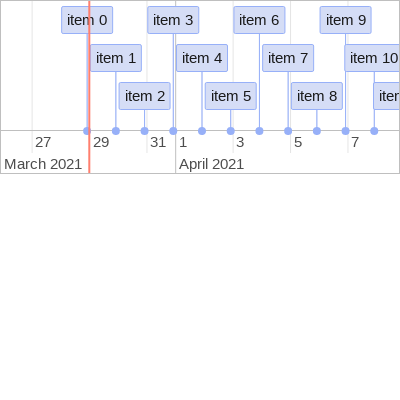 item 0 item 3 item 6 item 9
item 1 item 4 item 7 item 10
item 2 item 5 item 8
27 29 31 1 3 5 7
March 2021 April 2021